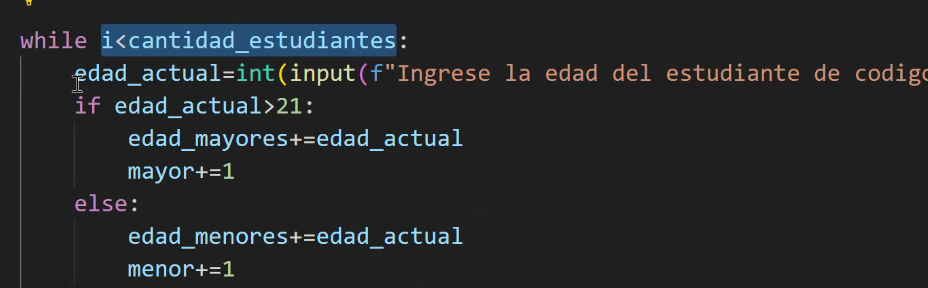 while i<cantidad_estudiantes:
edad_actual=int(input(f"Ingrese la edad del estudiante de codigo
if edad_actual>21:
edad_mayores+=edad_actual
mayor+=1
else:
edad_menores+=edad_actual
menor+=1